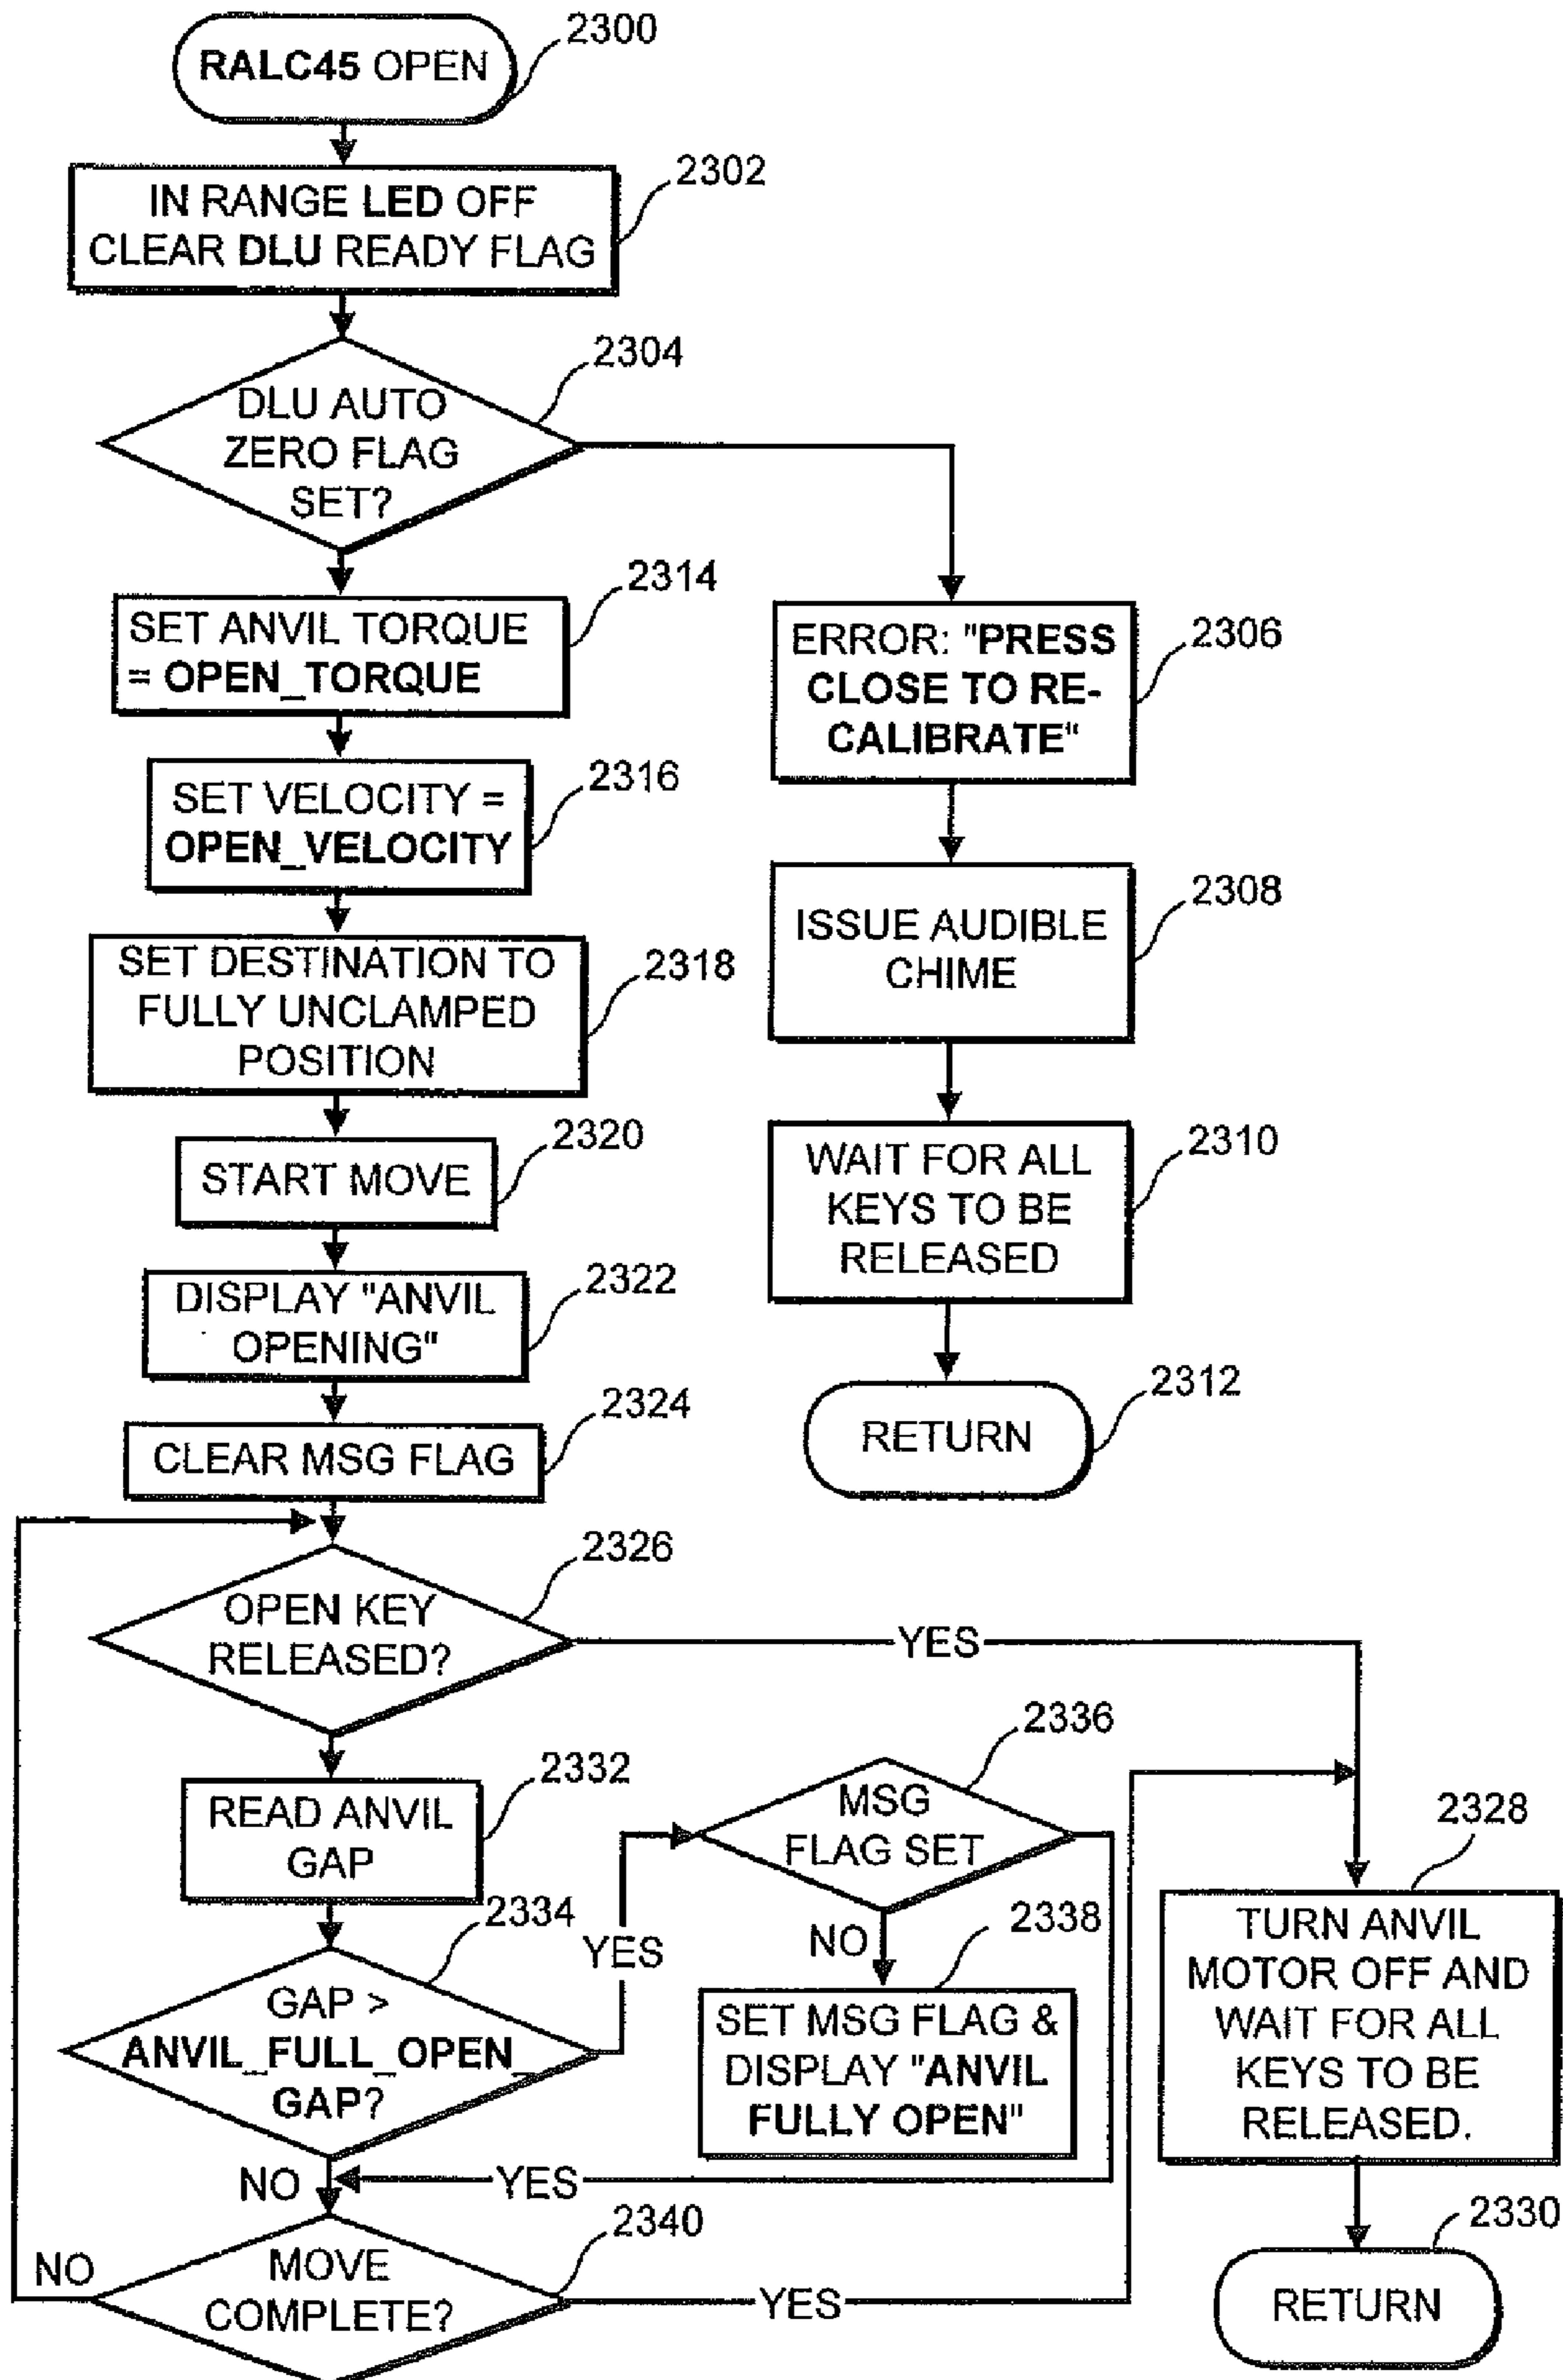 RALC45 OPEN
2300
IN RANGE LED OFF
CLEAR DLU READY FLAG
2302
DLU AUTO
ZERO FLAG
SET?
2304
SET ANVIL TORQUE
= OPEN_TORQUE
2314
ERROR: "PRESS
CLOSE TO RE-
CALIBRATE"
2306
SET VELOCITY =
OPEN_VELOCITY
2316
ISSUE AUDIBLE
CHIME
2308
SET DESTINATION TO
FULLY UNCLAMPED
POSITION
2318
START MOVE
2320
WAIT FOR ALL
KEYS TO BE
RELEASED
2310
DISPLAY "ANVIL
OPENING"
2322
RETURN
2312
CLEAR MSG FLAG
2324
OPEN KEY
RELEASED?
2326
YES
READ ANVIL
GAP
2332
MSG
FLAG SET
2336
2328
TURN ANVIL
MOTOR OFF AND
WAIT FOR ALL
KEYS TO BE
RELEASED.
GAP >
ANVIL_FULL_OPEN_
GAP?
2334
YES
NO
2338
SET MSG FLAG &
DISPLAY "ANVIL
FULLY OPEN"
NO
YES
MOVE
COMPLETE?
2340
NO
YES
RETURN
2330